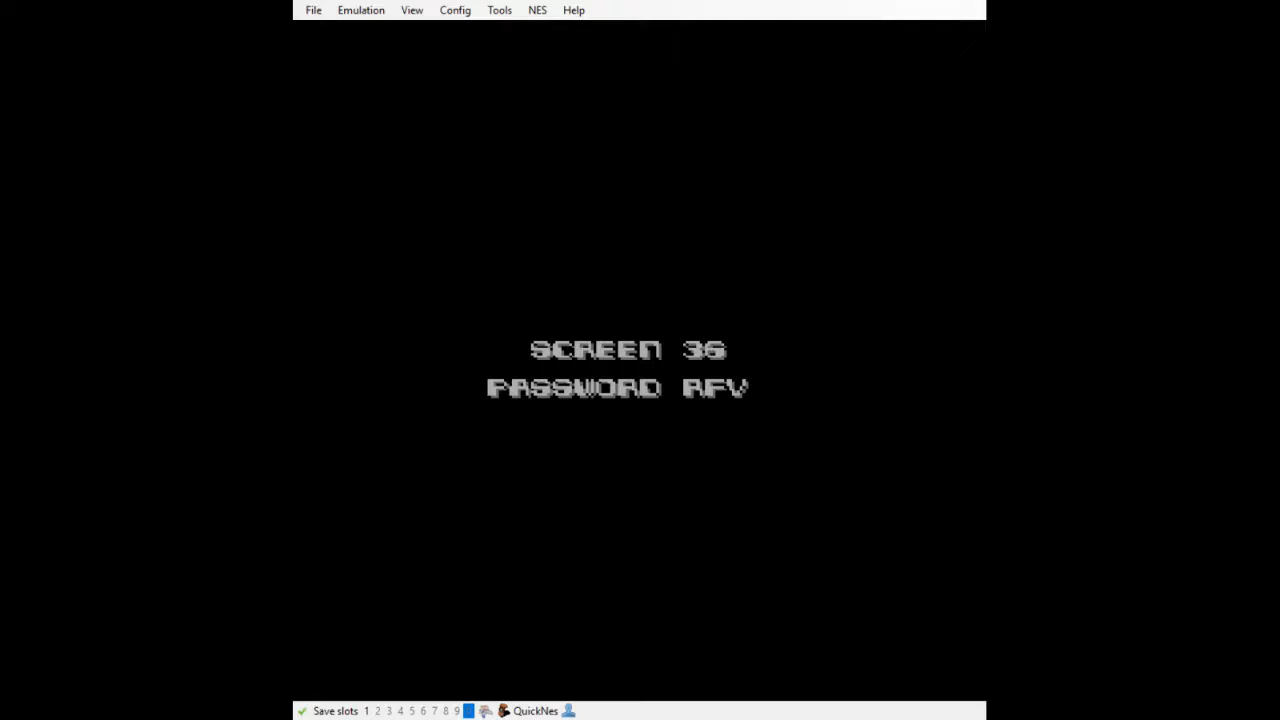 File Emulation View Config Tools NES Help
SCREEN 36
PASSWORD RFV
Save slots 1 2 3 4 5 6 7 8 9 QuickNes